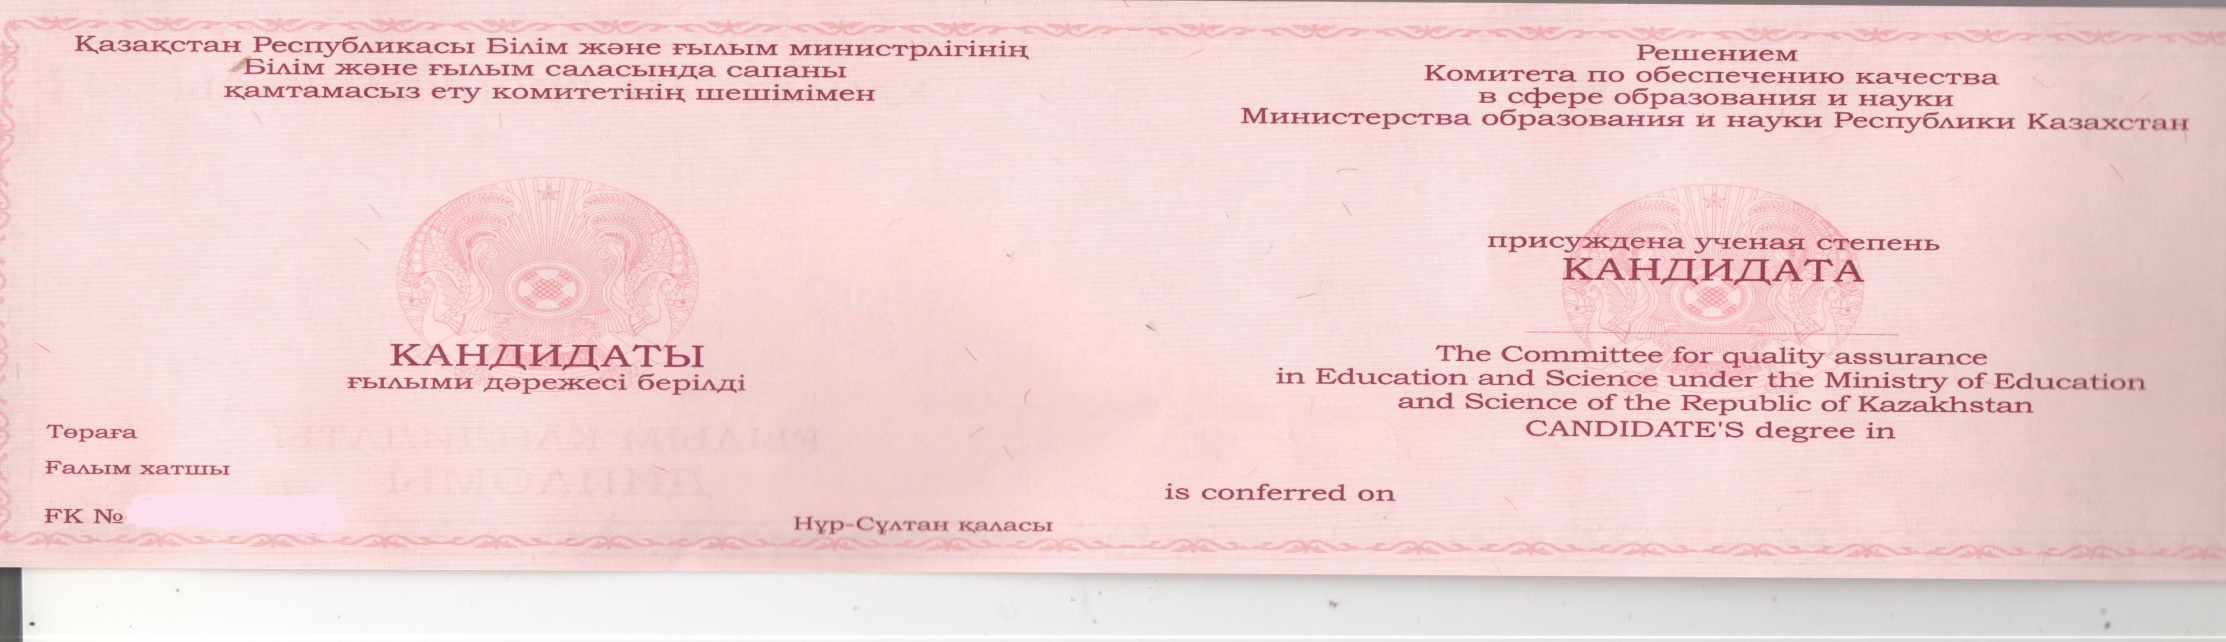 Қазақстан Республикасы Білім және ғылым министрлігінің
Білім және ғылым саласында сапаны
қамтамасыз ету комитетінің шешімімен
КАНДИДАТЫ
ғылыми дәрежесі берілді
Төраға
Ғалым хатшы
ҒК №
Нұр-Сұлтан қаласы
Решением
Комитета по обеспечению качества
в сфере образования и науки
Министерства образования и науки Республики Казахстан
присуждена ученая степень
КАНДИДАТА
The Committee for quality assurance
in Education and Science under the Ministry of Education
and Science of the Republic of Kazakhstan
CANDIDATE'S degree in
is conferred on